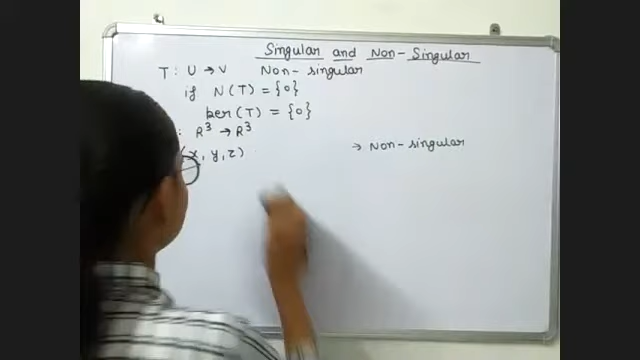 Singular and Non-Singular
T: U → V Non-singular
if N(T) = {0}
ker(T) = {0}
: R³ → R³
(x, y, z)
→ Non-singular